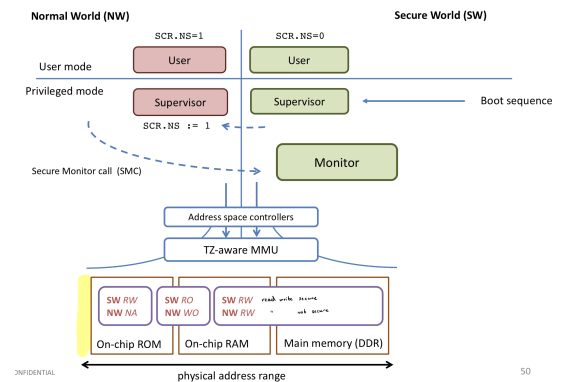 Normal World (NW)
Secure World (SW)
SCR.NS=1
SCR.NS=0
User
User
User mode
Privileged mode
Supervisor
Supervisor
Boot sequence
SCR.NS := 1
Monitor
Secure Monitor call (SMC)
Address space controllers
TZ-aware MMU
SW RW
NW NA
SW RO
NW WO
SW RW read write secure
NW RW " not secure
On-chip ROM
On-chip RAM
Main memory (DDR)
physical address range
ONFIDENTIAL
50